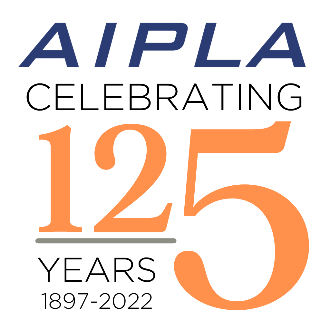 AIPLA
CELEBRATING
125
YEARS
1897-2022